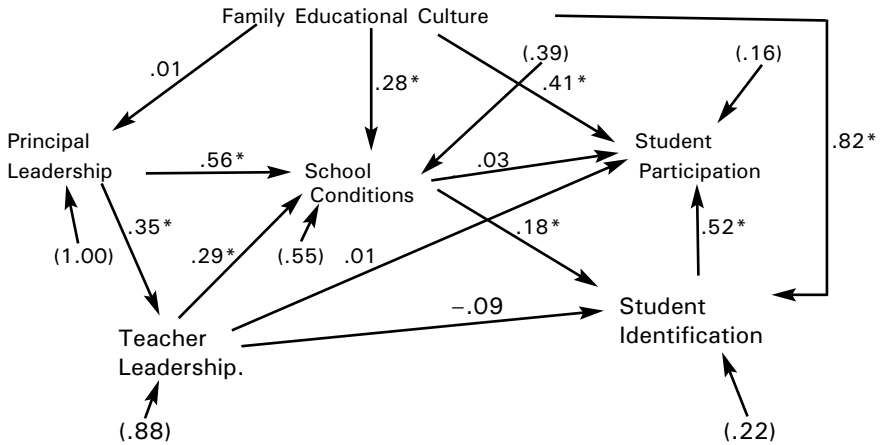 Family Educational Culture
(.39)
(.16)
.01
.28*
.41*
Principal
Leadership
.56*
School
Conditions
.03
Student
Participation
.82*
.35*
(1.00)
.29*
(.55)
.01
.18*
.52*
Teacher
Leadership.
−.09
Student
Identification
(.88)
(.22)